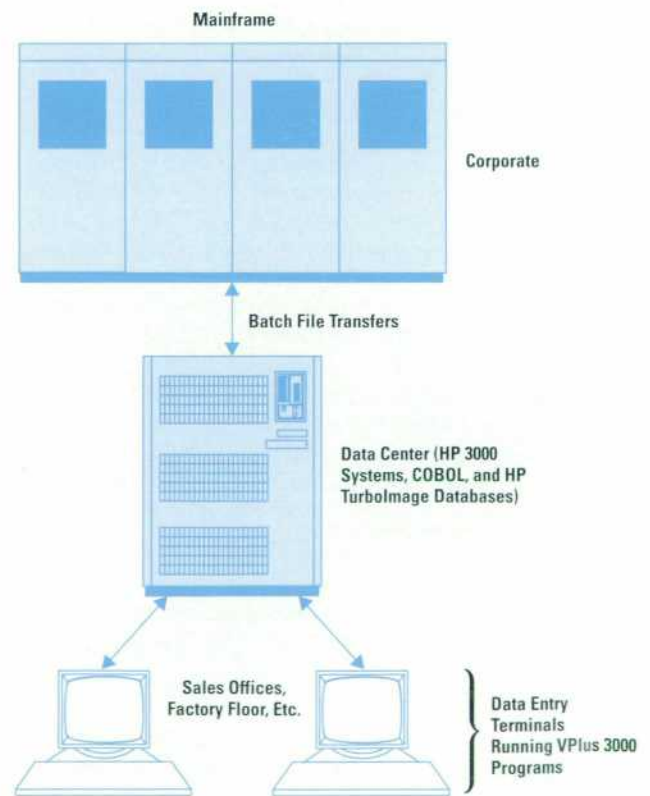 Mainframe
Corporate
Batch File Transfers
Data Center (HP 3000
Systems, COBOL, and HP
TurboImage Databases)
Sales Offices,
Factory Floor, Etc.
Data Entry
Terminals
Running VPlus 3000
Programs